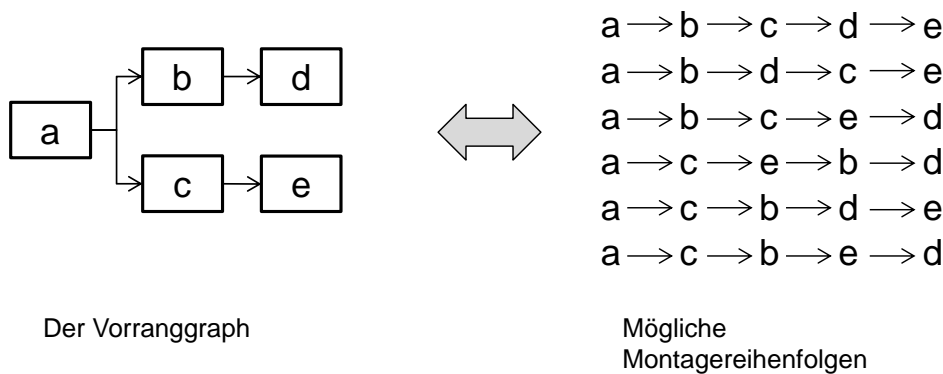 a
b
d
c
e
a → b → c → d → e
a → b → d → c → e
a → b → c → e → d
a → c → e → b → d
a → c → b → d → e
a → c → b → e → d
Der Vorranggraph
Mögliche
Montagereihenfolgen